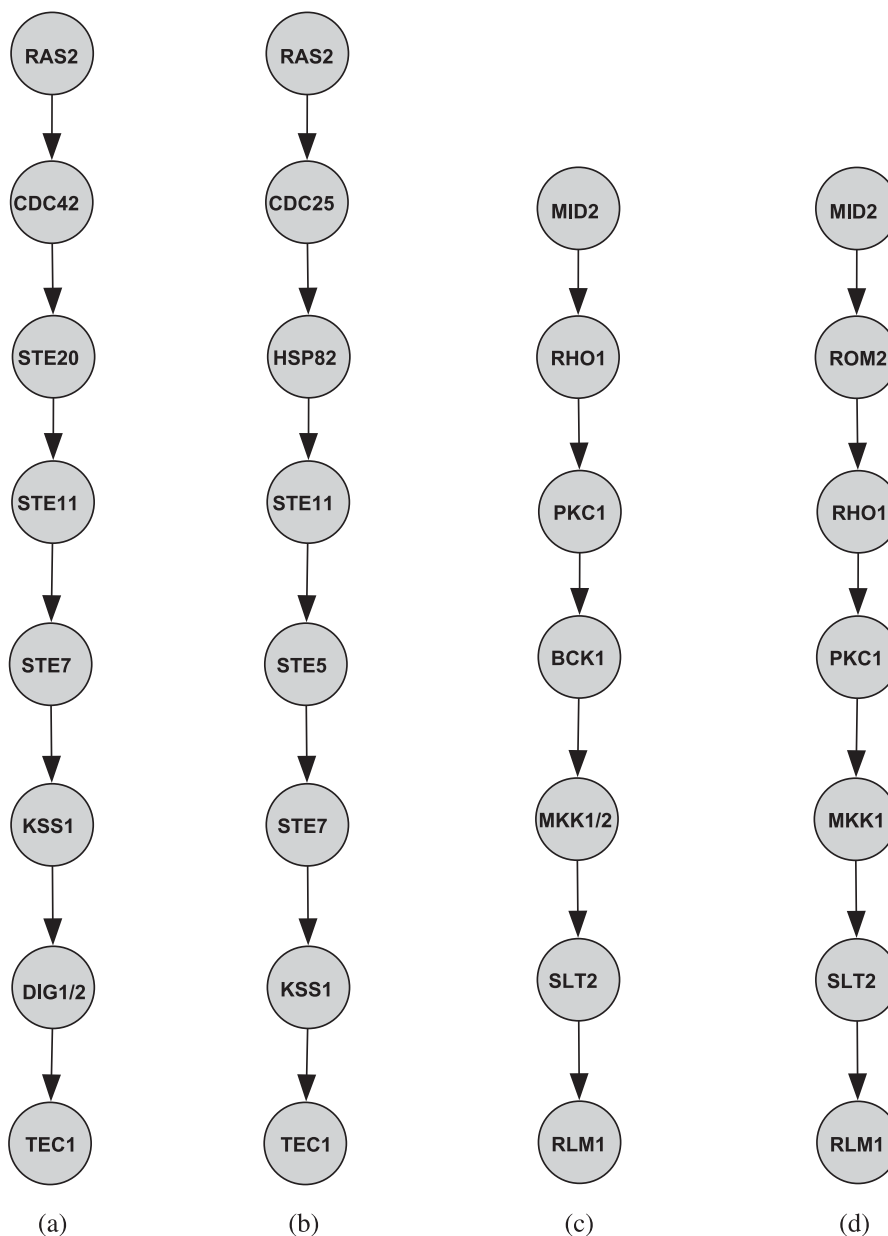 RAS2
CDC42
STE20
STE11
STE7
KSS1
DIG1/2
TEC1
(a)
RAS2
CDC25
HSP82
STE11
STE5
STE7
KSS1
TEC1
(b)
MID2
RHO1
PKC1
BCK1
MKK1/2
SLT2
RLM1
(c)
MID2
ROM2
RHO1
PKC1
MKK1
SLT2
RLM1
(d)